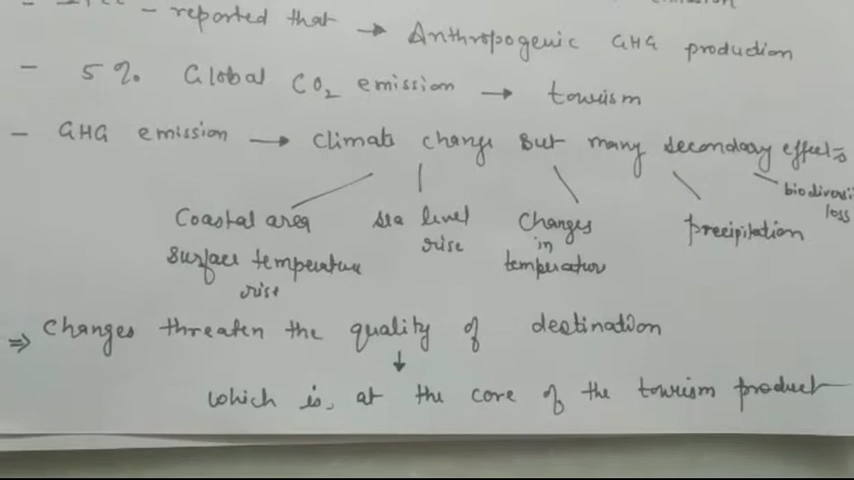 - reported that → Anthropogenic GHG production
- 5% Global CO2 emission → tourism
- GHG emission → climate change But many secondary effects
biodiversi
loss
Coastal area sea level changes precipitation
surface temperature rise in temperature
rise
⇒ changes threaten the quality of destination
↓
which is, at the core of the tourism product